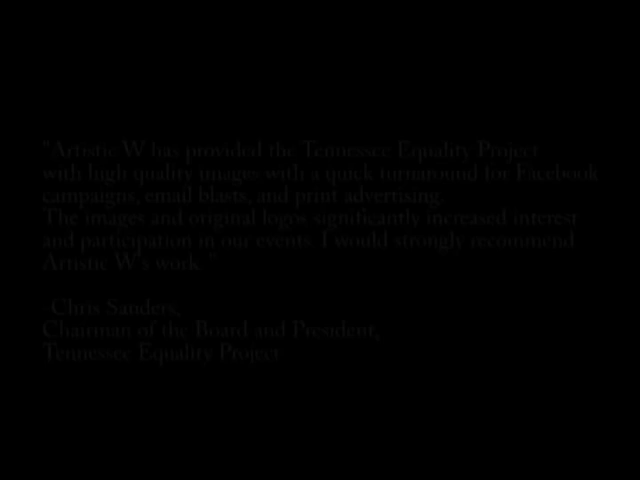 "Artistic W has provided the Tennessee Equality Project
with high quality images with a quick turnaround for Facebook
campaigns, email blasts, and print advertising.
The images and original logos significantly increased interest
and participation in our events. I would strongly recommend
Artistic W's work."
-Chris Sanders,
Chairman of the Board and President,
Tennessee Equality Project